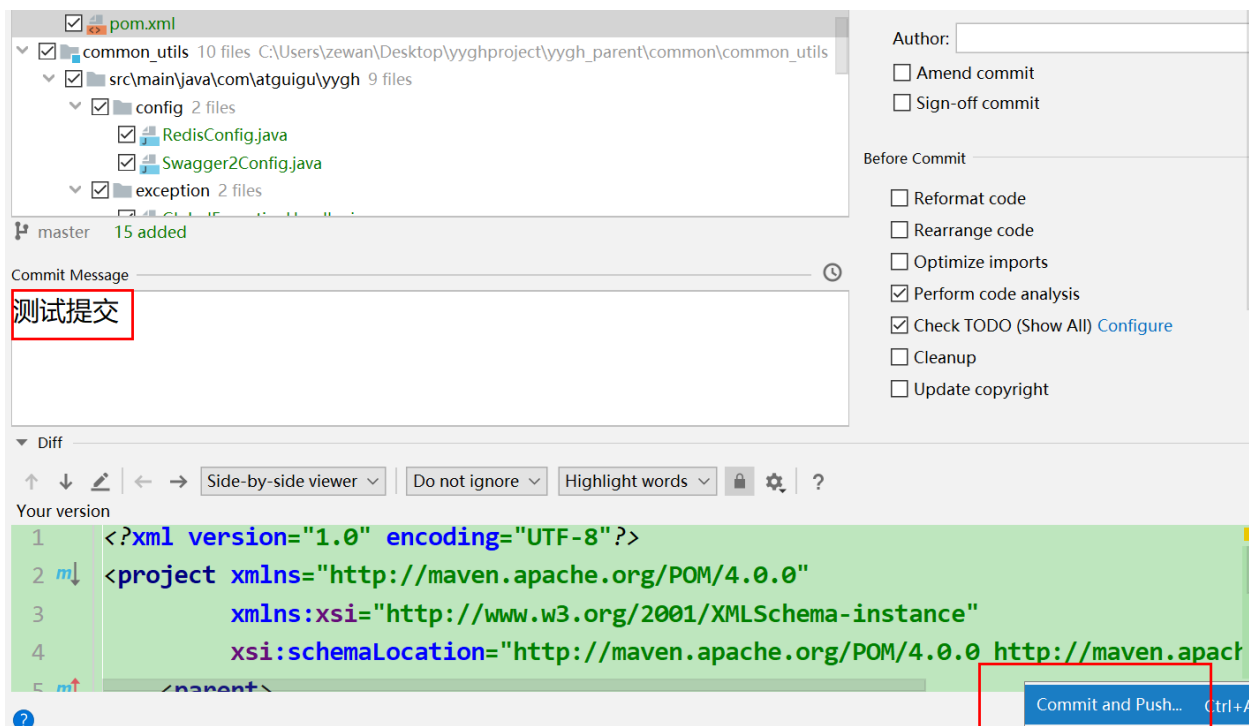 pom.xml
common_utils 10 files C:\Users\zewan\Desktop\yyghproject\yygh_parent\common\common_utils
src\main\java\com\atguigu\yygh 9 files
config 2 files
RedisConfig.java
Swagger2Config.java
exception 2 files
master 15 added
Commit Message
测试提交
Author:
Amend commit
Sign-off commit
Before Commit
Reformat code
Rearrange code
Optimize imports
Perform code analysis
Check TODO (Show All) Configure
Cleanup
Update copyright
Diff
Side-by-side viewer Do not ignore Highlight words ?
Your version
1 <?xml version="1.0" encoding="UTF-8"?>
2 <project xmlns="http://maven.apache.org/POM/4.0.0"
3 xmlns:xsi="http://www.w3.org/2001/XMLSchema-instance"
4 xsi:schemaLocation="http://maven.apache.org/POM/4.0.0 http://maven.apach
5 <parent>
Commit and Push... Ctrl+A
?